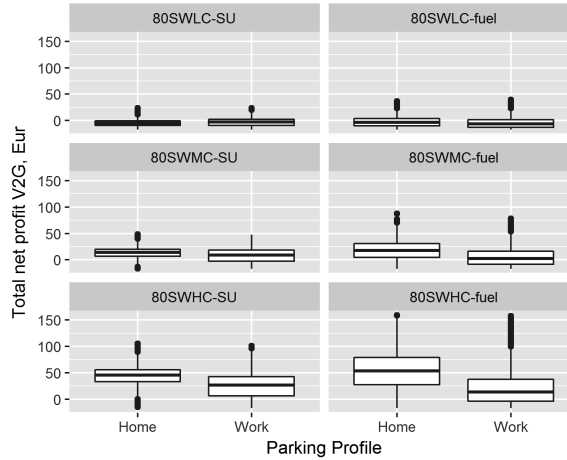 80SWLC-SU 80SWLC-fuel
150
100
50
0
80SWMC-SU 80SWMC-fuel
150
100
50
0
80SWHC-SU 80SWHC-fuel
150
100
50
0
Home Work Home Work
Parking Profile
Total net profit V2G, Eur